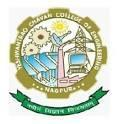 YESHWANTRAO CHAVAN COLLEGE OF ENGINEERING
NAGPUR